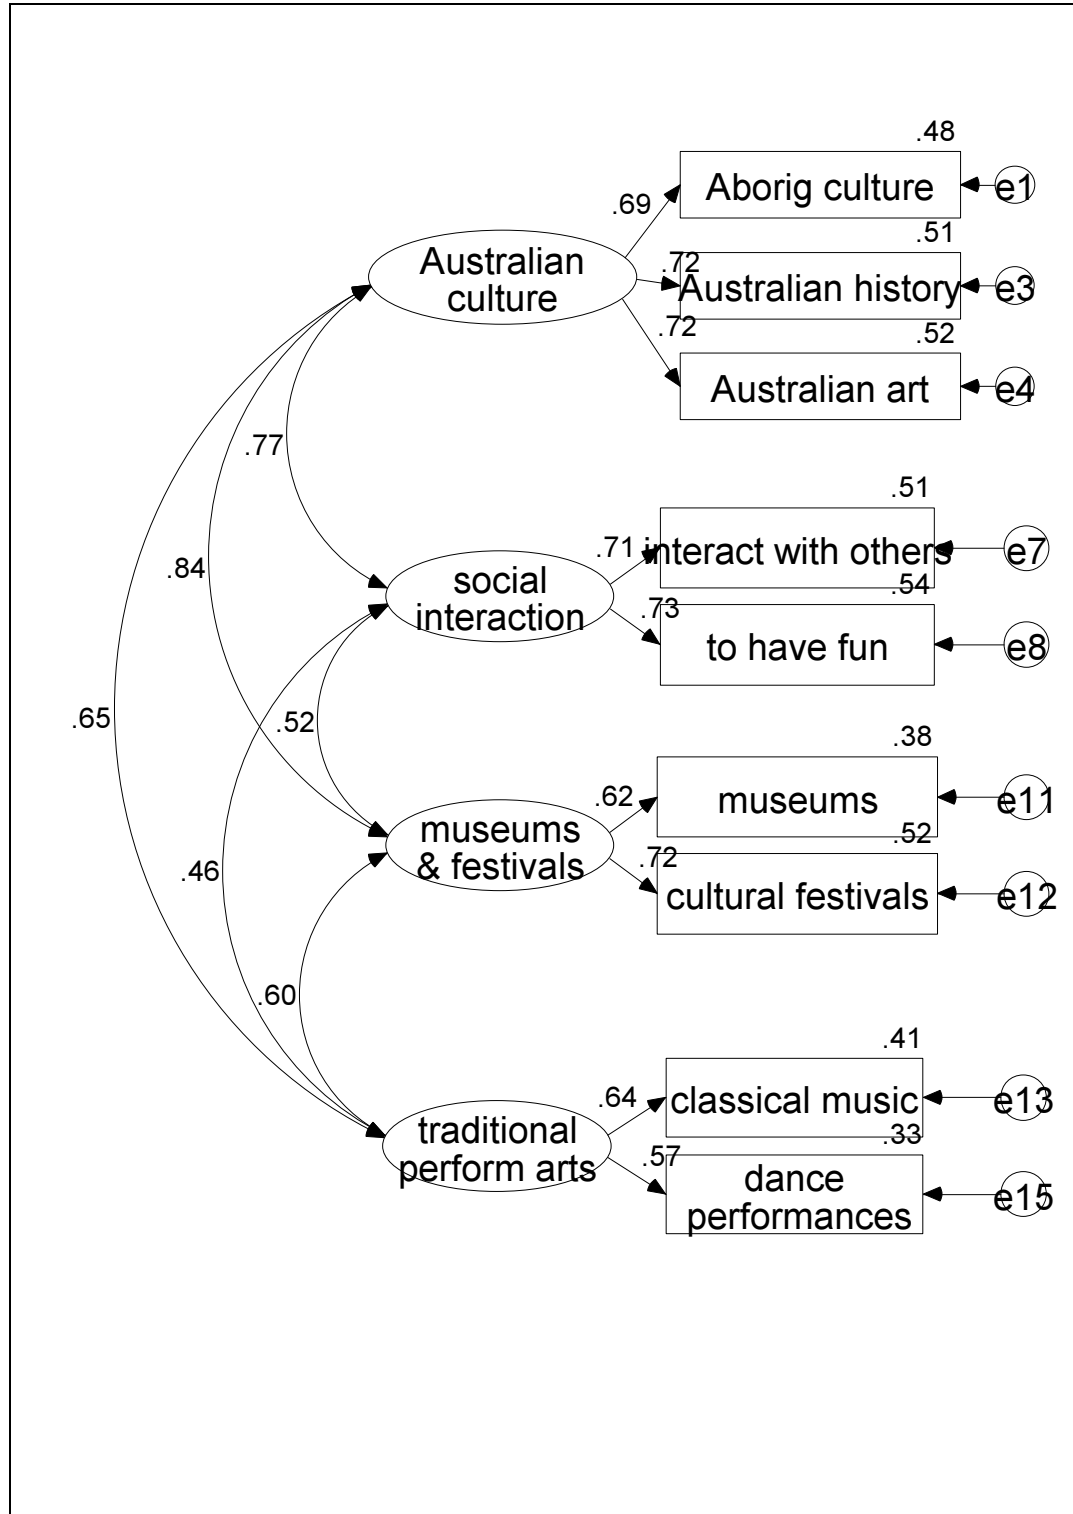 .48
Aborig culture
e1
.69
.51
Australian
culture
.72
Australian history
e3
.72
.52
Australian art
e4
.77
.51
.71
interact with others
e7
.84
social
interaction
.54
.73
to have fun
e8
.65
.52
.38
.62
museums
e11
museums
& festivals
.52
.72
cultural festivals
e12
.46
.60
.41
.64
classical music
e13
traditional
perform arts
.33
.57
dance
performances
e15